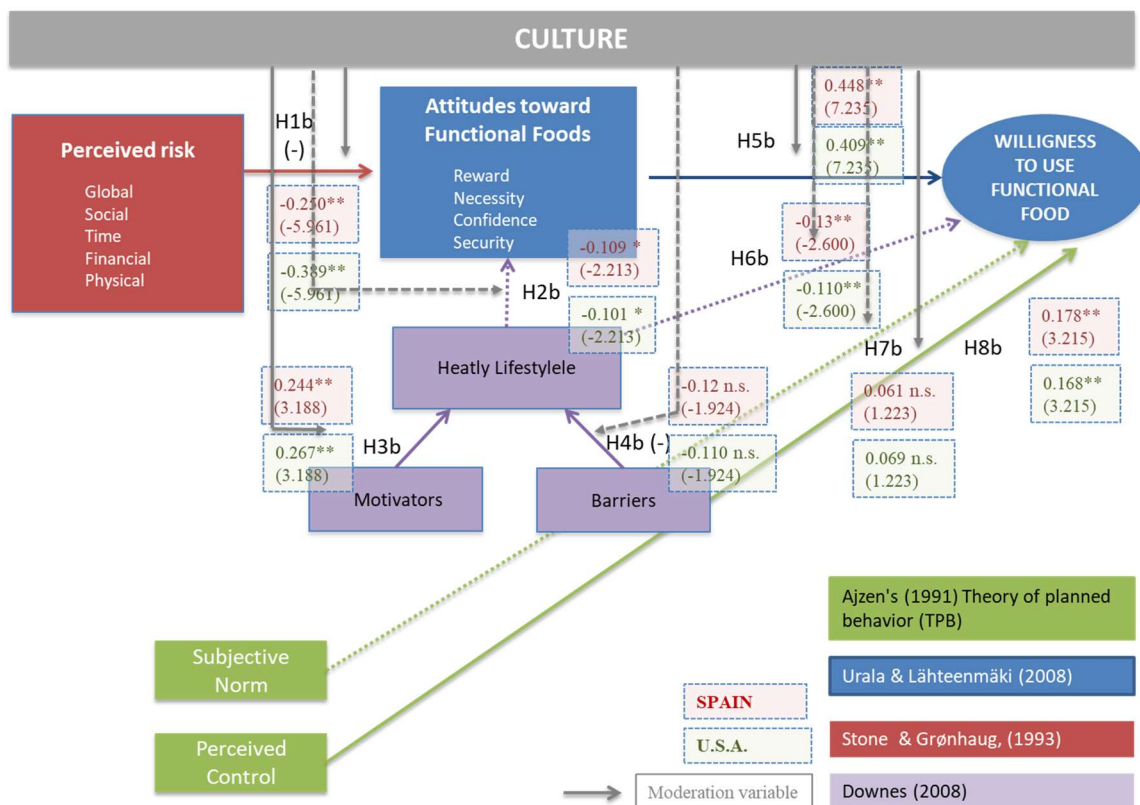 CULTURE
Perceived risk
Global
Social
Time
Financial
Physical
H1b
(-)
-0.250**
(-5.961)
-0.389**
(-5.961)
Attitudes toward
Functional Foods
Reward
Necessity
Confidence
Security
-0.109 *
(-2.213)
-0.101 *
(-2.213)
H2b
H5b
0.448**
(7.235)
0.409**
(7.235)
WILLIGNESS
TO USE
FUNCTIONAL
FOOD
H6b
-0.13**
(-2.600)
-0.110**
(-2.600)
Heatly Lifestylele
0.244**
(3.188)
0.267**
(3.188)
H3b
H4b (-)
-0.12 n.s.
(-1.924)
-0.110 n.s.
(-1.924)
H7b
0.061 n.s.
(1.223)
0.069 n.s.
(1.223)
H8b
0.178**
(3.215)
0.168**
(3.215)
Motivators
Barriers
Subjective
Norm
Perceived
Control
SPAIN
U.S.A.
Moderation variable
Ajzen's (1991) Theory of planned
behavior (TPB)
Urala & Lähteenmäki (2008)
Stone & Grønhaug, (1993)
Downes (2008)